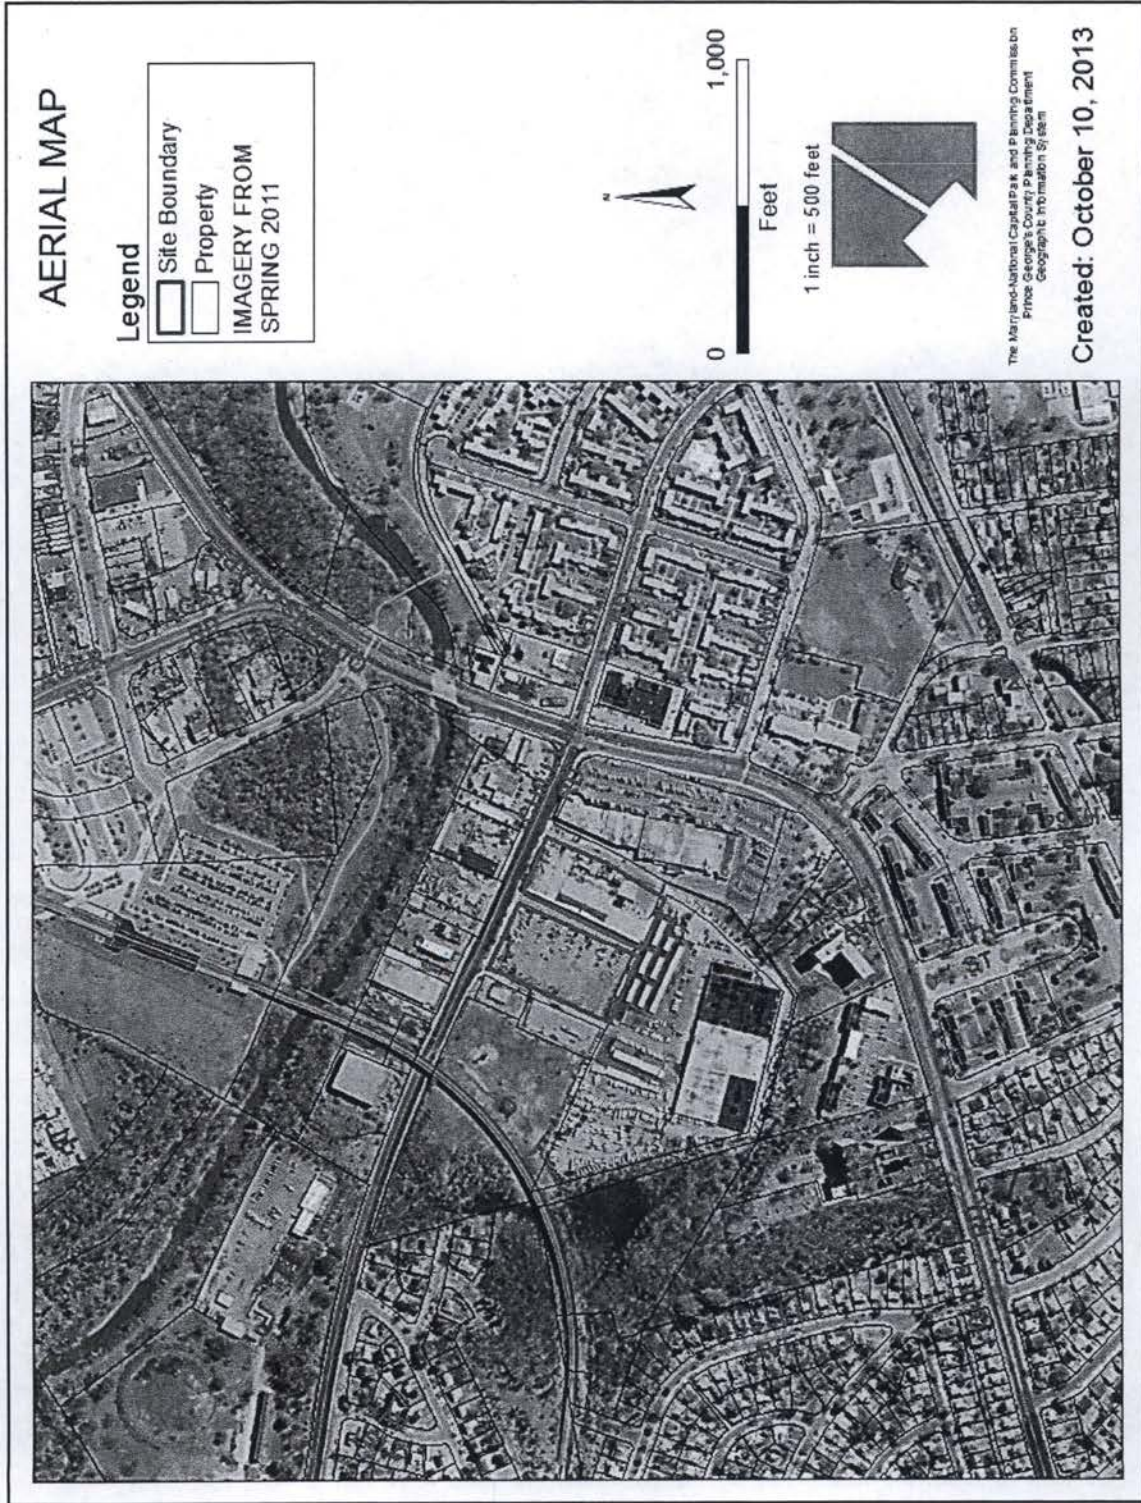 AERIAL MAP
Legend
Site Boundary
Property
IMAGERY FROM
SPRING 2011
N
0
1,000
Feet
1 inch = 500 feet
The Maryland-National Capital Park and Planning Commission
Prince George's County Planning Department
Geographic Information System
Created: October 10, 2013
ST